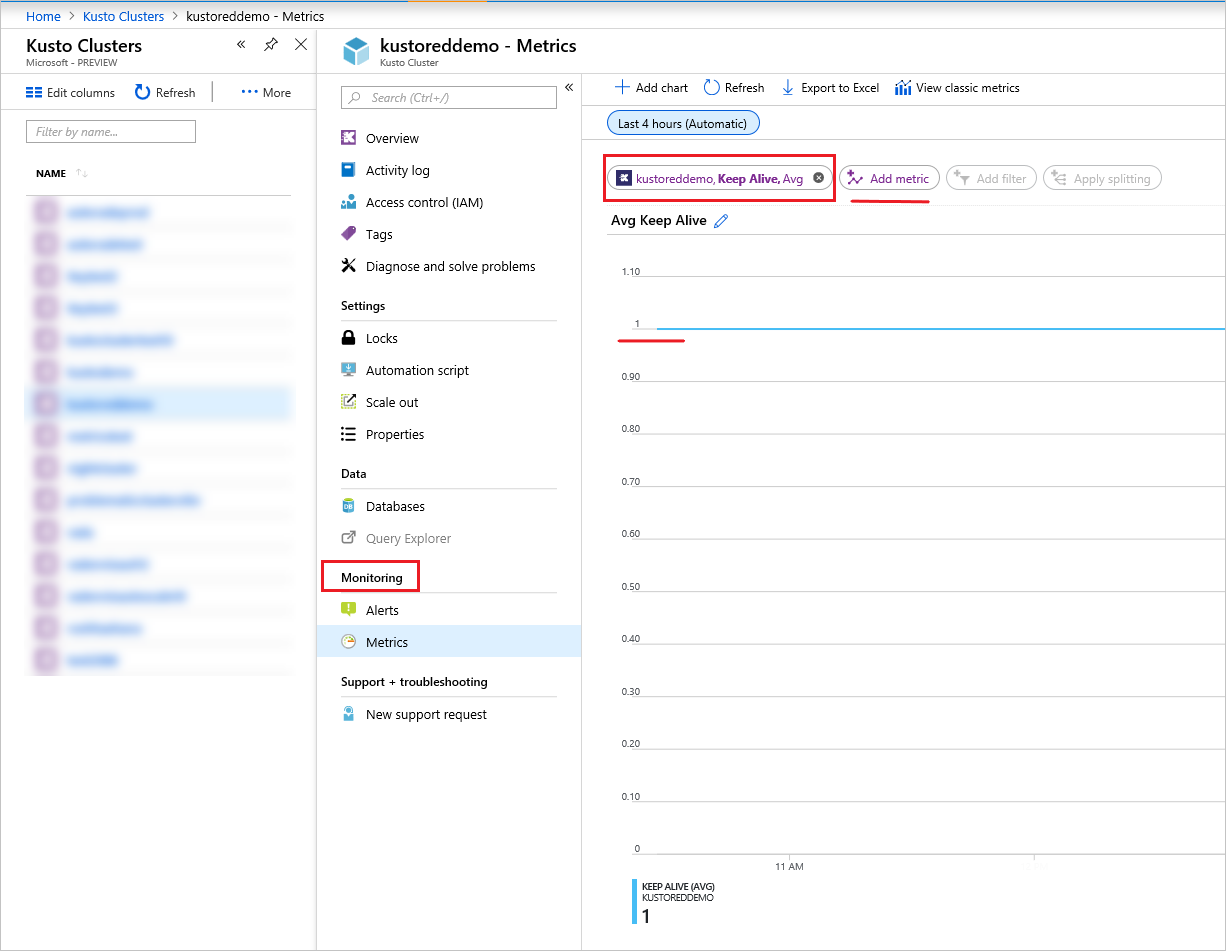 Home > Kusto Clusters > kustoreddemo - Metrics
Kusto Clusters
Microsoft - PREVIEW
Edit columns Refresh More
Filter by name...
NAME
kustoreddemo - Metrics
Kusto Cluster
Search (Ctrl+/)
Overview
Activity log
Access control (IAM)
Tags
Diagnose and solve problems
Settings
Locks
Automation script
Scale out
Properties
Data
Databases
Query Explorer
Monitoring
Alerts
Metrics
Support + troubleshooting
New support request
Add chart Refresh Export to Excel View classic metrics
Last 4 hours (Automatic)
kustoreddemo, Keep Alive, Avg Add metric Add filter Apply splitting
Avg Keep Alive
1.10
1
0.90
0.80
0.70
0.60
0.50
0.40
0.30
0.20
0.10
0
11 AM
KEEP ALIVE (AVG)
KUSTOREDDEMO
1